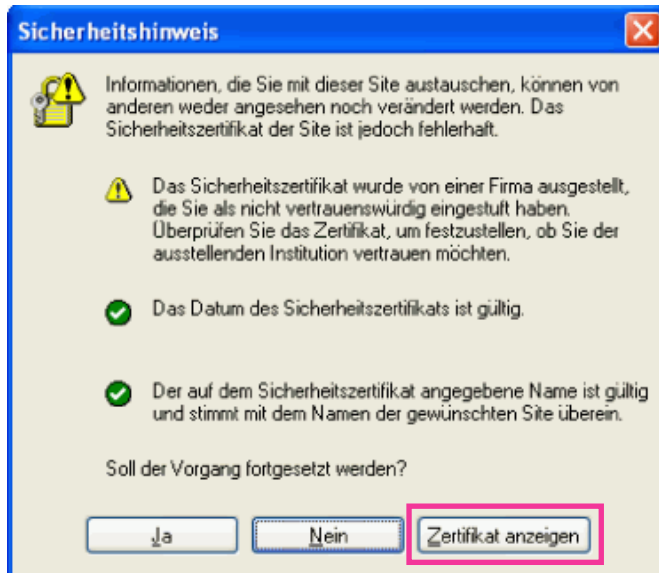 Sicherheitshinweis
Informationen, die Sie mit dieser Site austauschen, können von
anderen weder angesehen noch verändert werden. Das
Sicherheitszertifikat der Site ist jedoch fehlerhaft.
Das Sicherheitszertifikat wurde von einer Firma ausgestellt,
die Sie als nicht vertrauenswürdig eingestuft haben.
Überprüfen Sie das Zertifikat, um festzustellen, ob Sie der
ausstellenden Institution vertrauen möchten.
Das Datum des Sicherheitszertifikats ist gültig.
Der auf dem Sicherheitszertifikat angegebene Name ist gültig
und stimmt mit dem Namen der gewünschten Site überein.
Soll der Vorgang fortgesetzt werden?
Ja Nein Zertifikat anzeigen